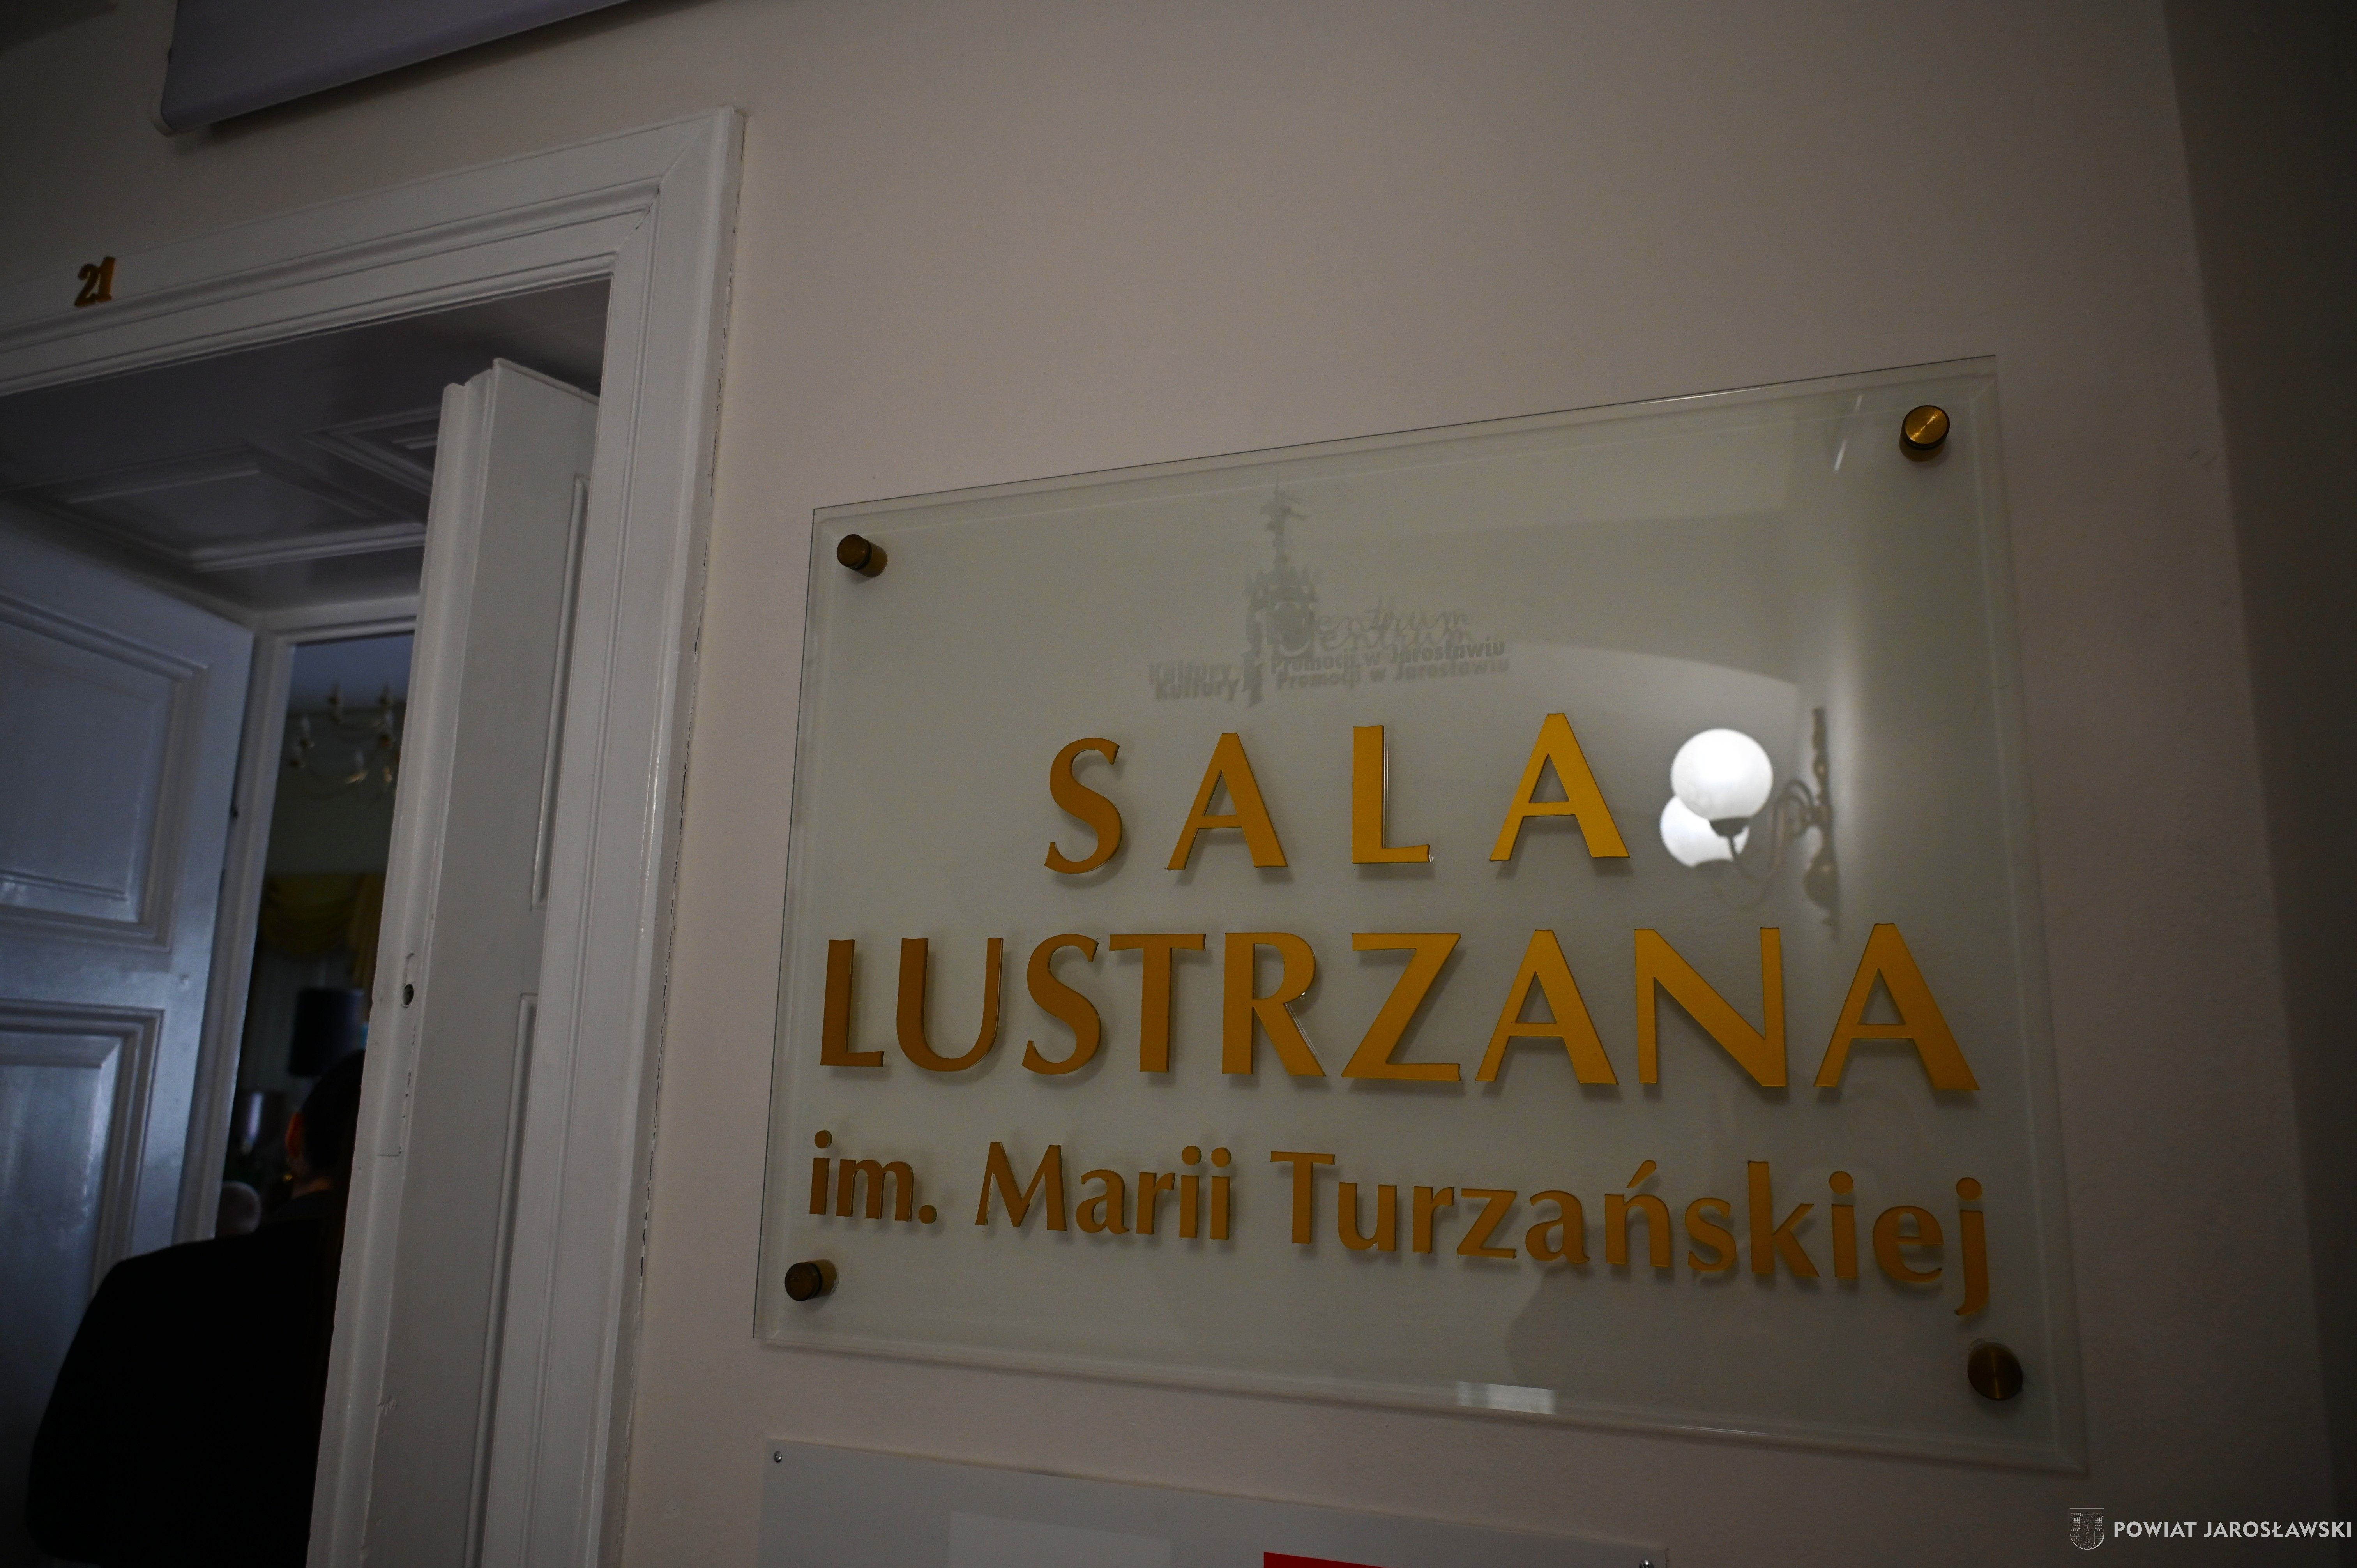 21
Centrum
Kultury i Promocji w Jarosławiu
SALA
LUSTRZANA
im. Marii Turzańskiej
POWIAT JAROSŁAWSKI